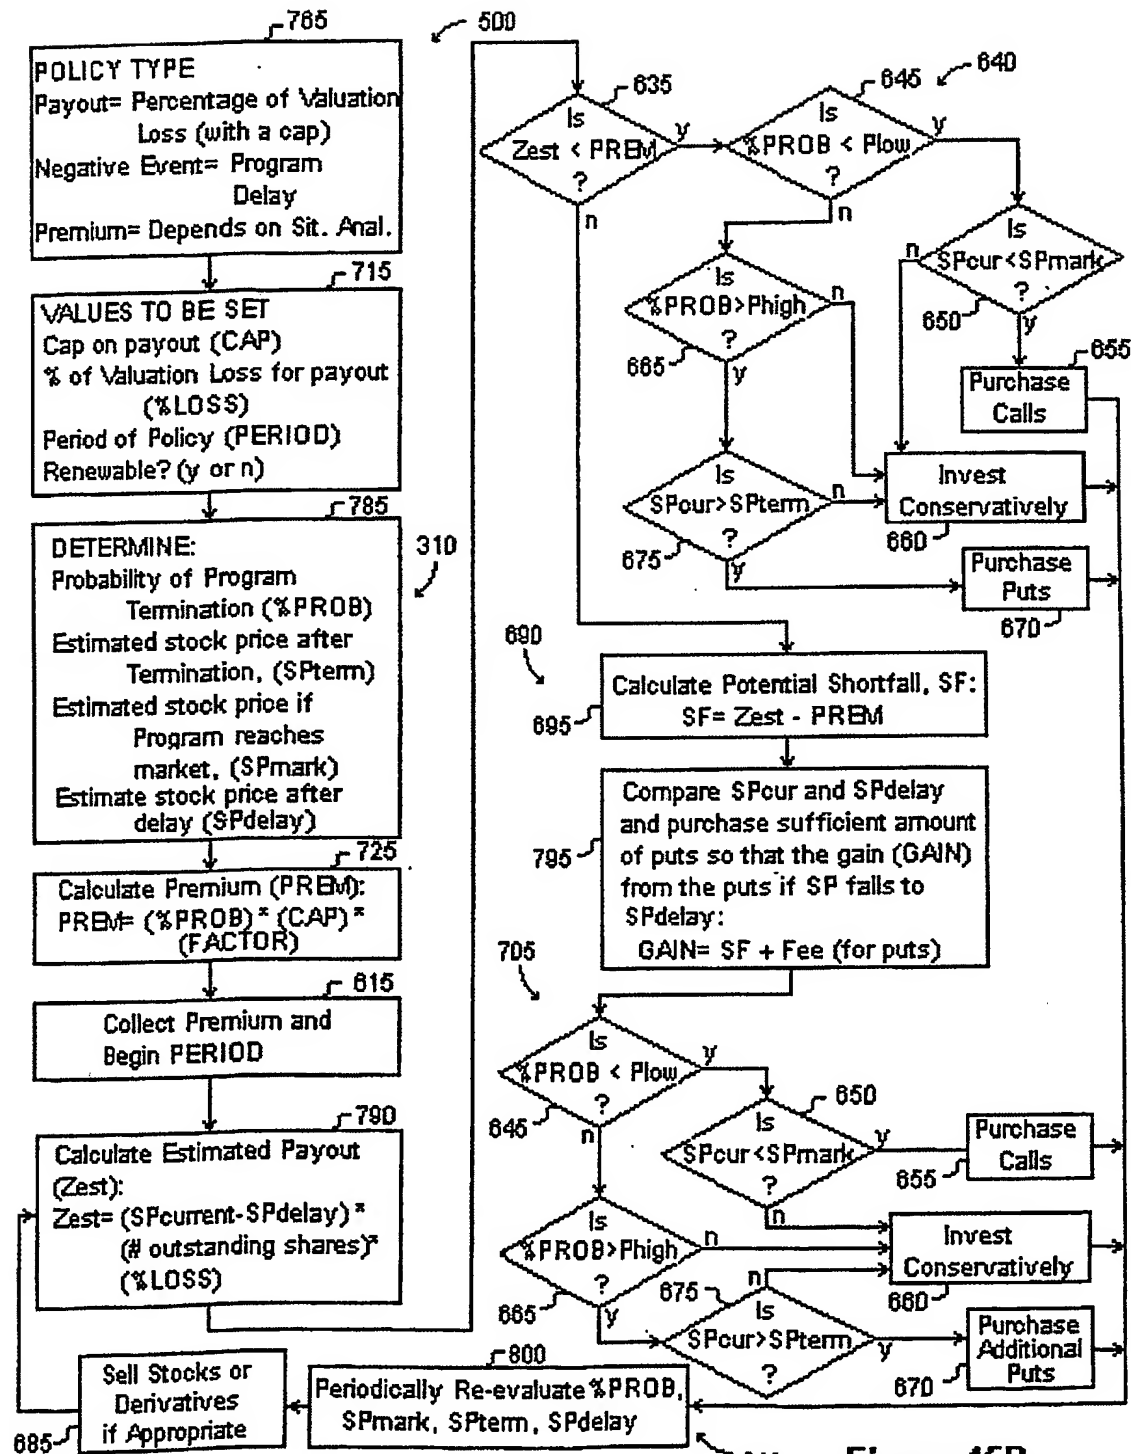 765
500
POLICY TYPE
Payout= Percentage of Valuation
Loss (with a cap)
Negative Event= Program
Delay
Premium= Depends on Sit. Anal.
715
VALUES TO BE SET
Cap on payout (CAP)
% of Valuation Loss for payout
(%LOSS)
Period of Policy (PERIOD)
Renewable? (y or n)
785
310
DETERMINE:
Probability of Program
Termination (%PROB)
Estimated stock price after
Termination, (SPterm)
Estimated stock price if
Program reaches
market, (SPmark)
Estimate stock price after
delay (SPdelay)
725
Calculate Premium (PREM):
PREM= (%PROB)* (CAP)*
(FACTOR)
615
Collect Premium and
Begin PERIOD
790
Calculate Estimated Payout
(Zest):
Zest= (SPcurrent-SPdelay)*
(# outstanding shares)*
(%LOSS)
635
Is
Zest < PREM
?
y
n
645
640
Is
%PROB < Plow
?
y
n
Is
SPcur<SPmark
?
n
650
y
655
Purchase
Calls
Is
%PROB>Phigh
?
n
665
y
Is
SPcur>SPterm
?
n
675
y
Invest
Conservatively
660
Purchase
Puts
670
690
Calculate Potential Shortfall, SF:
SF= Zest - PREM
695
Compare SPcur and SPdelay
and purchase sufficient amount
of puts so that the gain (GAIN)
from the puts if SP falls to
SPdelay:
GAIN= SF + Fee (for puts)
795
705
Is
%PROB < Plow
?
y
645
n
650
Is
SPcur<SPmark
?
y
n
Purchase
Calls
655
Is
%PROB>Phigh
?
n
665
y
Invest
Conservatively
660
675
n
Is
SPcur>SPterm
?
y
Purchase
Additional
Puts
670
800
Periodically Re-evaluate %PROB,
SPmark, SPterm, SPdelay
Sell Stocks or
Derivatives
if Appropriate
685